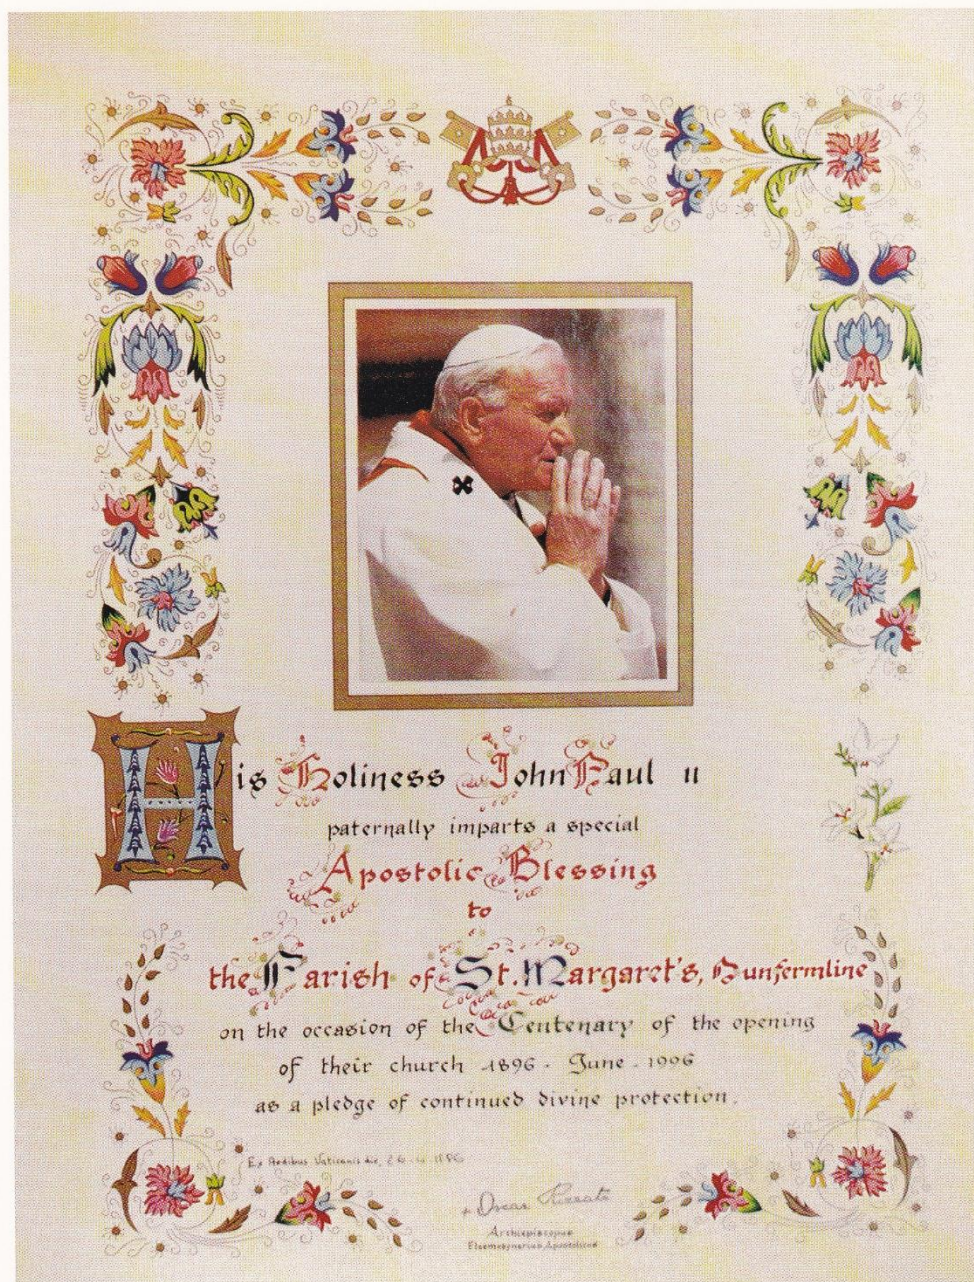 His Holiness John Paul II
paternally imparts a special
Apostolic Blessing
to
the Parish of St. Margaret's, Dunfermline
on the occasion of the Centenary of the opening
of their church 1896 - June - 1996
as a pledge of continued divine protection.
Ex Aedibus Vaticanis die,
+ Oscar Rizzato
Archiepiscopus
Eleemosynarius Apostolicus